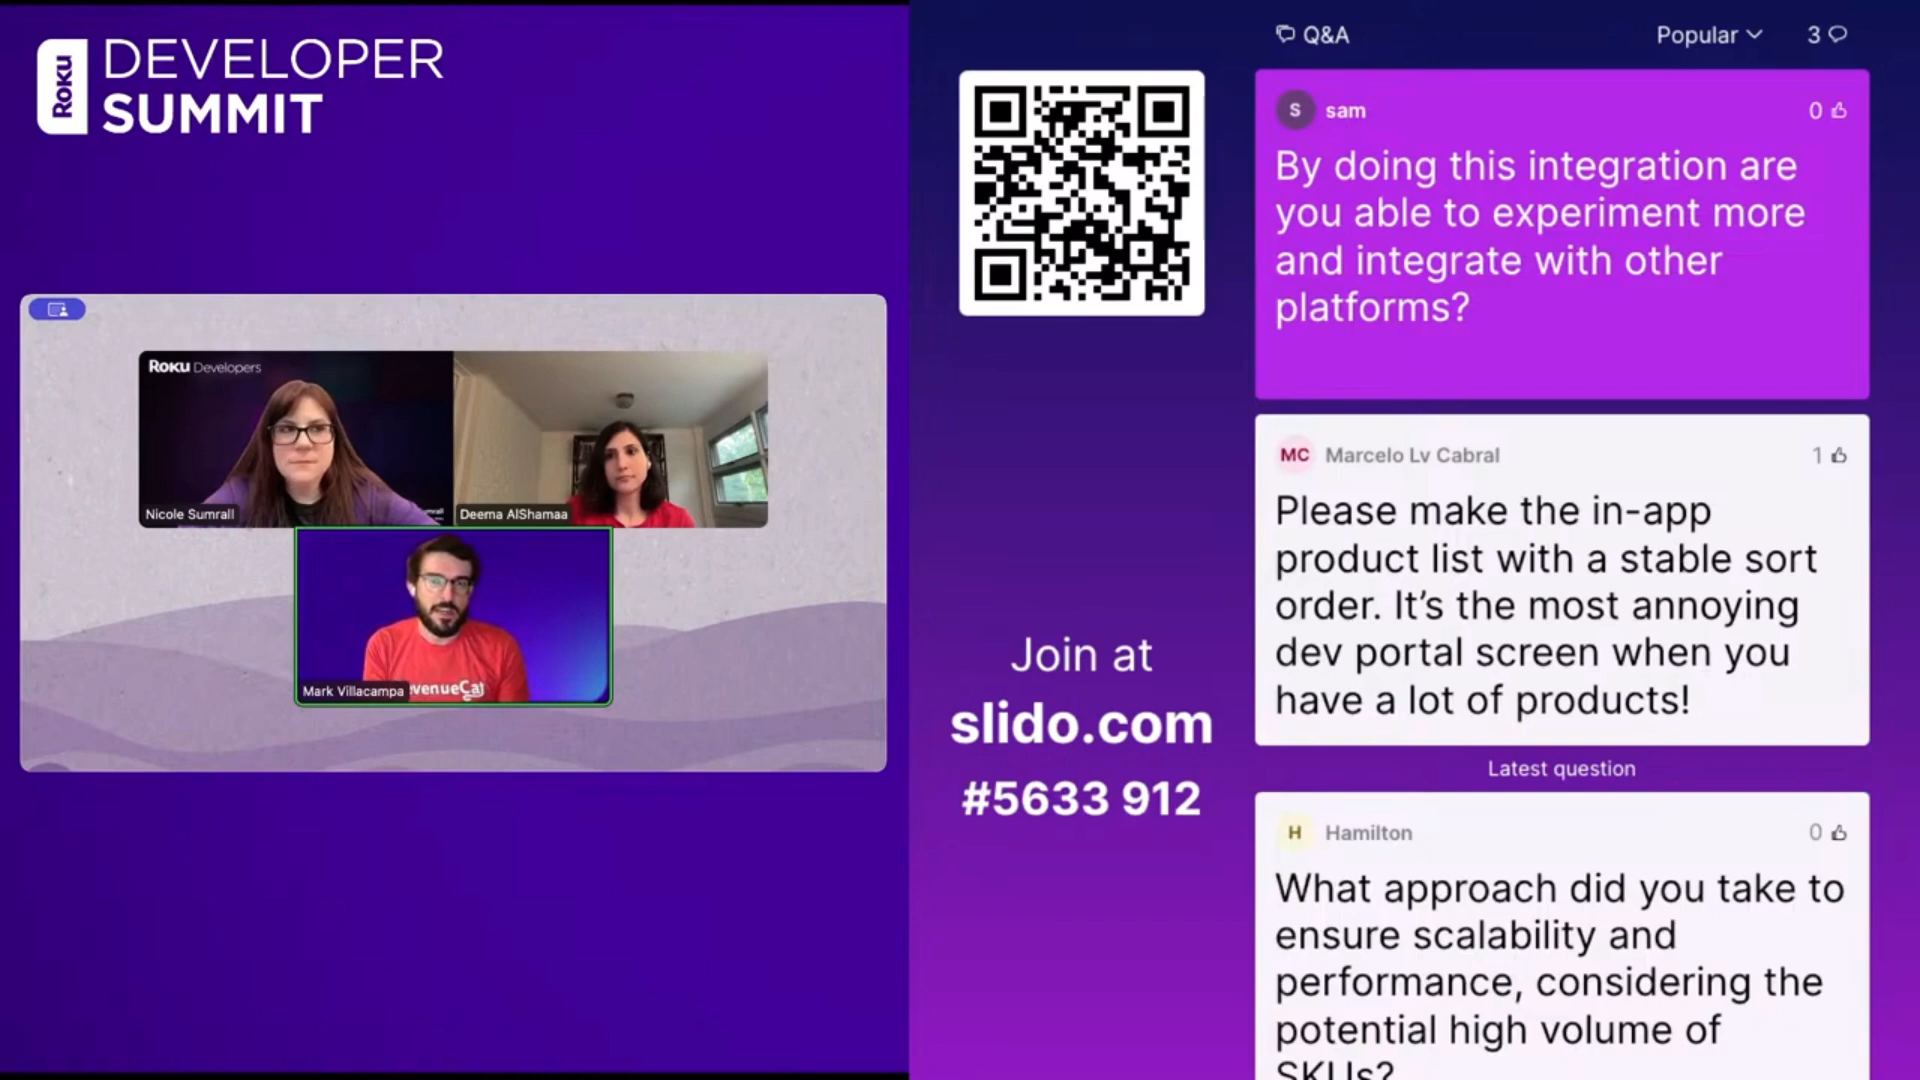 ROKU
DEVELOPER
SUMMIT
ROKU Developers
Nicole Sumrall
Deema AlShamaa
Mark Villacampa
Join at
slido.com
#5633 912
Q&A
Popular
3
S
sam
0
By doing this integration are
you able to experiment more
and integrate with other
platforms?
MC
Marcelo Lv Cabral
1
Please make the in-app
product list with a stable sort
order. It's the most annoying
dev portal screen when you
have a lot of products!
Latest question
H
Hamilton
0
What approach did you take to
ensure scalability and
performance, considering the
potential high volume of
SKUs?